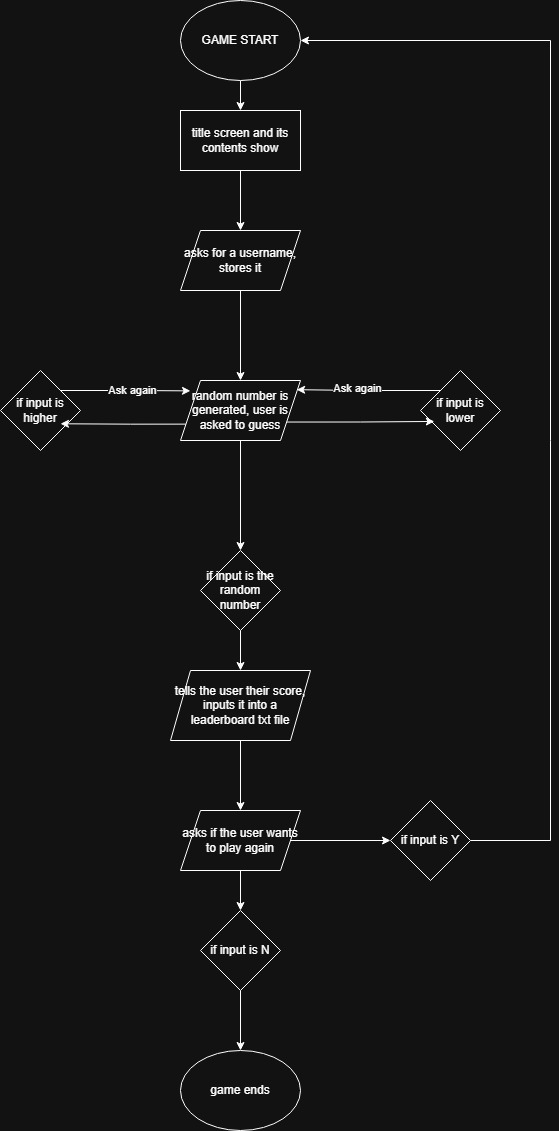 GAME START
title screen and its
contents show
asks for a username,
stores it
if input is
higher
Ask again
random number is
generated, user is
asked to guess
Ask again
if input is
lower
if input is the
random
number
tells the user their score,
inputs it into a
leaderboard txt file
asks if the user wants
to play again
if input is Y
if input is N
game ends